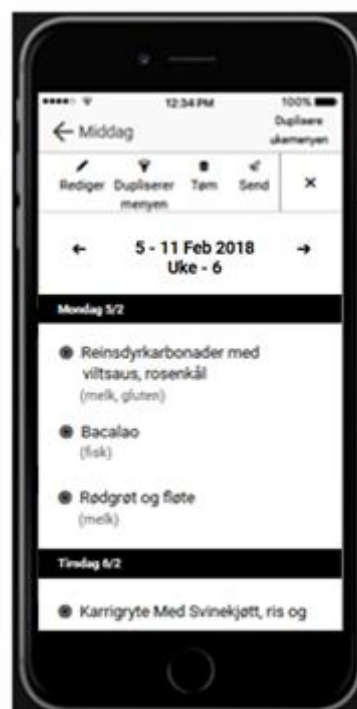 12:34 PM 100%
← Middag Duplisere
ukemenyen
Rediger Dupliserer Tøm Send ×
menyen
← 5 - 11 Feb 2018 →
Uke - 6
Mondag 5/2
Reinsdyrkarbonader med
viltsaus, rosenkål
(melk, gluten)
Bacalao
(fisk)
Rødgrøt og fløte
(melk)
Tirsdag 6/2
Karrigryte Med Svinekjøtt, ris og